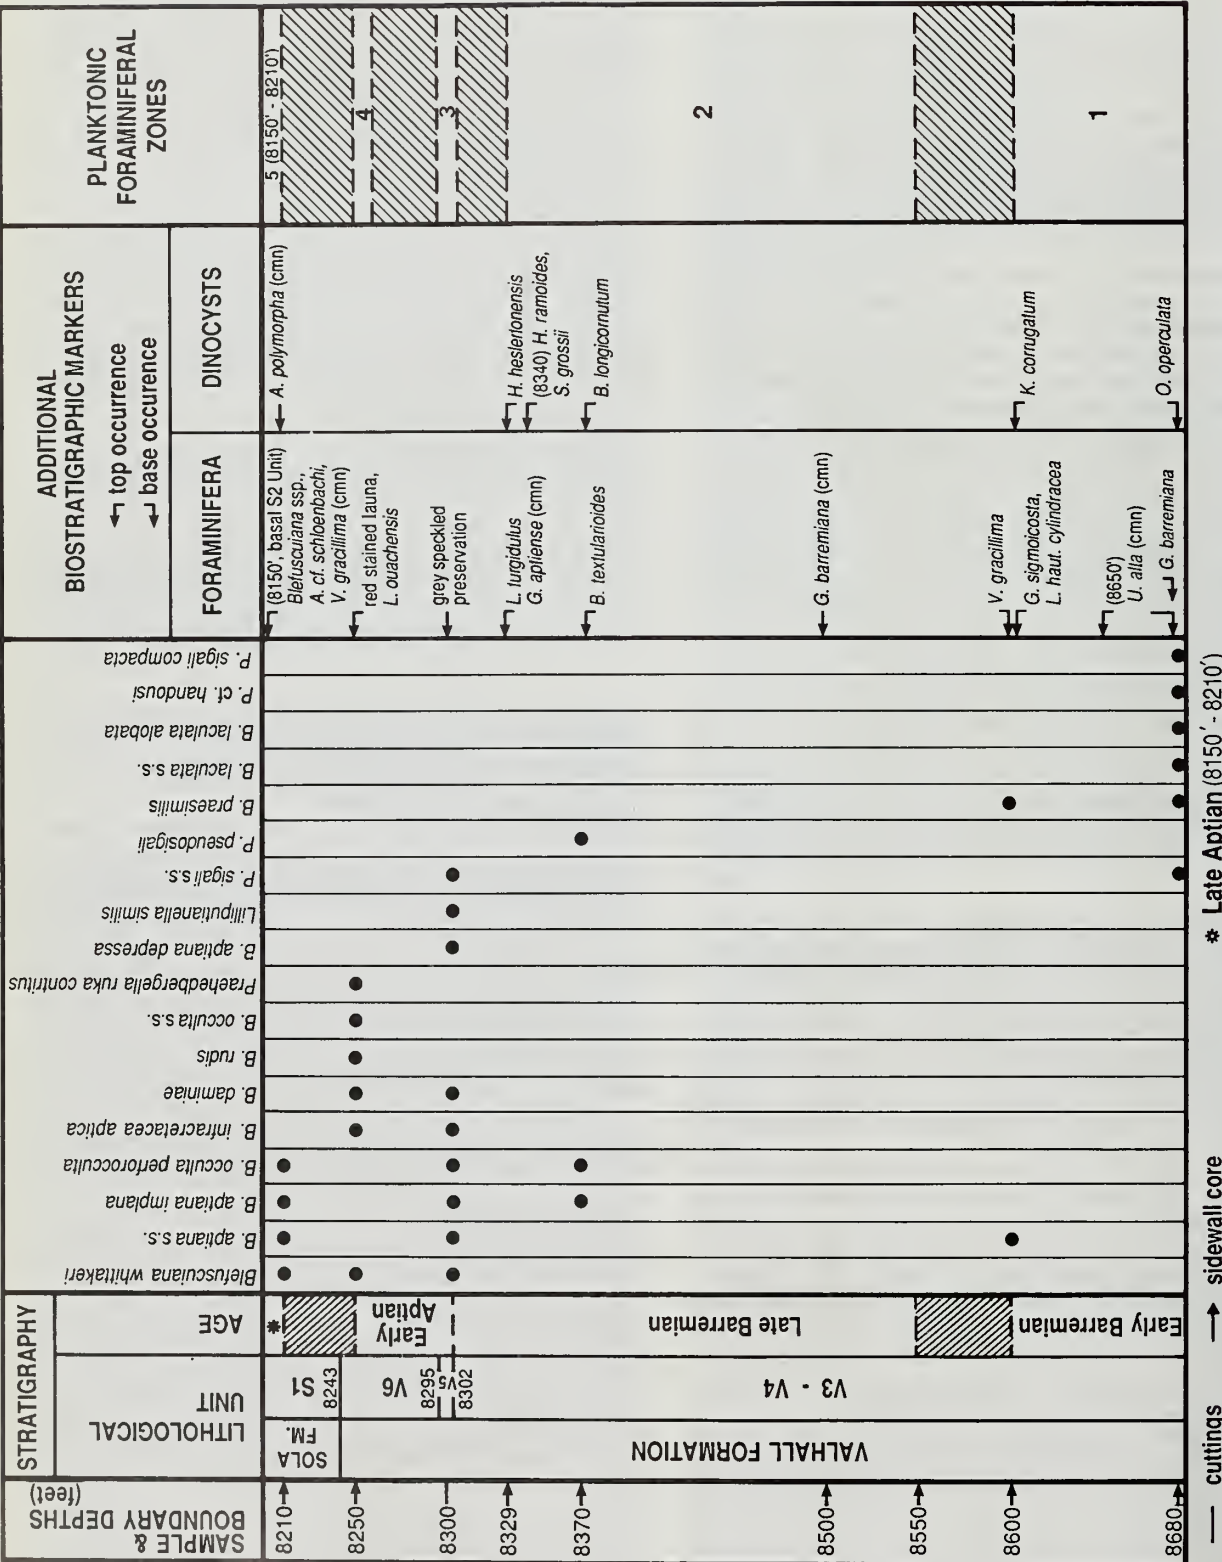 STRATIGRAPHY
SAMPLE &
BOUNDARY DEPTHS
(feet)
LITHOLOGICAL
UNIT
AGE
Blefuscuiana whittakeri
B. aptiana s.s.
B. aptiana implana
B. occulta perforocculta
B. infracretacea aptica
B. daminiae
B. rudis
B. occulta s.s.
Praehedbergella ruka contritus
B. aptiana depressa
Lilliputianella similis
P. sigali s.s.
P. pseudosigali
B. praesimilis
B. laculata s.s.
B. laculata alobata
P. cf. handousi
P. sigali compacta
ADDITIONAL
BIOSTRATIGRAPHIC MARKERS
top occurrence
base occurence
FORAMINIFERA
DINOCYSTS
PLANKTONIC
FORAMINIFERAL
ZONES
8210
8250
8300
8329
8370
8500
8550
8600
8680
SOLA
FM.
VALHALL FORMATION
S1
8243
V6
8295
V5
8302
V3 - V4
*
Early
Aptian
Late Barremian
Early Barremian
(8150', basal S2 Unit)
Blefuscuiana ssp.,
A. cf. schloenbachi,
V. gracillima (cmn)
red stained launa,
L. ouachensis
grey speckled
preservation
L. turgidulus
G. aptiense (cmn)
B. textularioides
G. barremiana (cmn)
V. gracillima
G. sigmoicosta,
L. haut. cylindracea
(8650')
U. alla (cmn)
G. barremiana
A. polymorpha (cmn)
H. heslertonensis
(8340) H. ramoides,
S. grossii
B. longicornutum
K. corrugatum
O. operculata
5 (8150' - 8210')
4
3
2
1
cuttings
sidewall core
* Late Aptian (8150' - 8210')